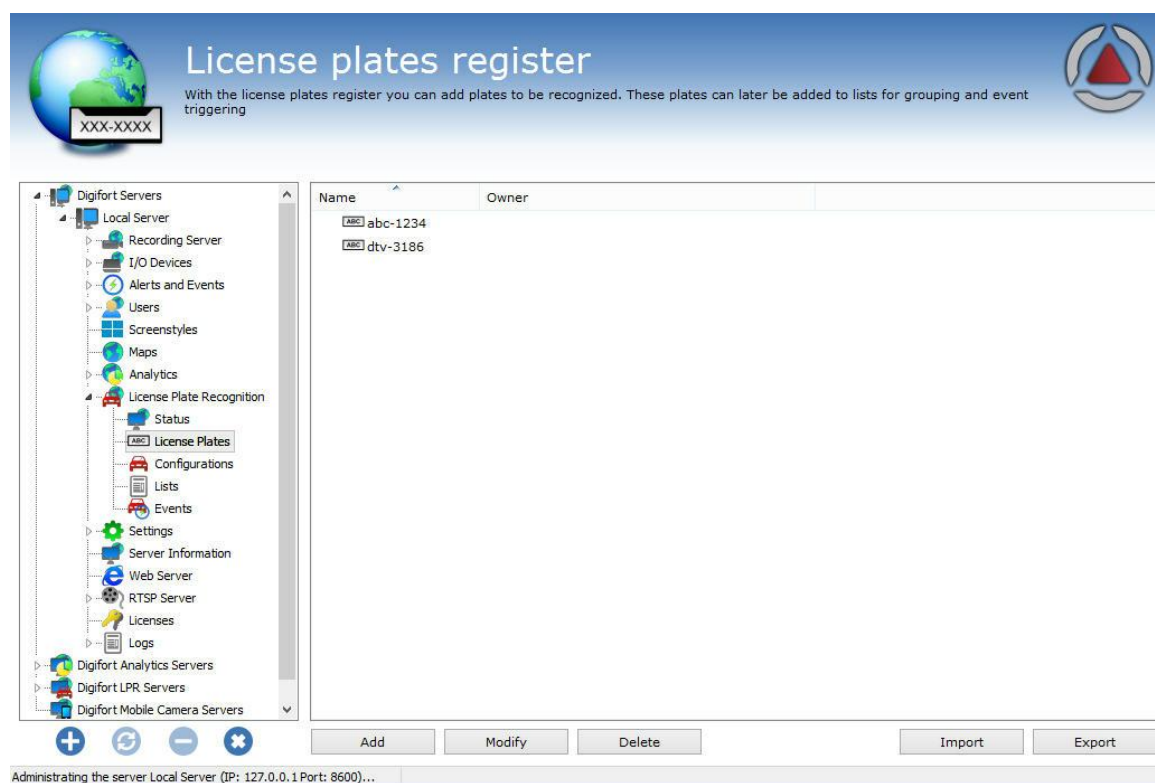 License plates register
With the license plates register you can add plates to be recognized. These plates can later be added to lists for grouping and event
triggering
XXX-XXXX
Digifort Servers
Local Server
Recording Server
I/O Devices
Alerts and Events
Users
Screenstyles
Maps
Analytics
License Plate Recognition
Status
ABC License Plates
Configurations
Lists
Events
Settings
Server Information
Web Server
RTSP Server
Licenses
Logs
Digifort Analytics Servers
Digifort LPR Servers
Digifort Mobile Camera Servers
Name Owner
ABC abc-1234
ABC dtv-3186
Add Modify Delete Import Export
Administrating the server Local Server (IP: 127.0.0.1 Port: 8600)...